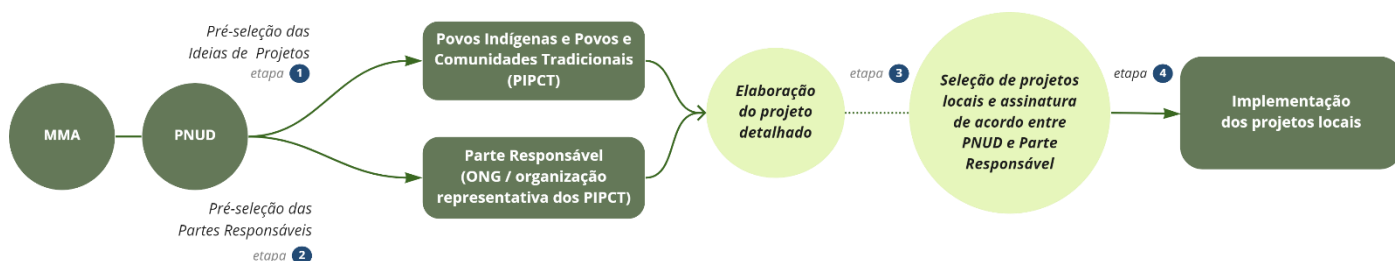 MMA
PNUD
Pré-seleção das
Ideias de Projetos
etapa 1
Pré-seleção das
Partes Responsáveis
etapa 2
Povos Indígenas e Povos e
Comunidades Tradicionais
(PIPCT)
Parte Responsável
(ONG / organização
representativa dos PIPCT)
Elaboração
do projeto
detalhado
etapa 3
Seleção de projetos
locais e assinatura
de acordo entre
PNUD e Parte
Responsável
etapa 4
Implementação
dos projetos locais